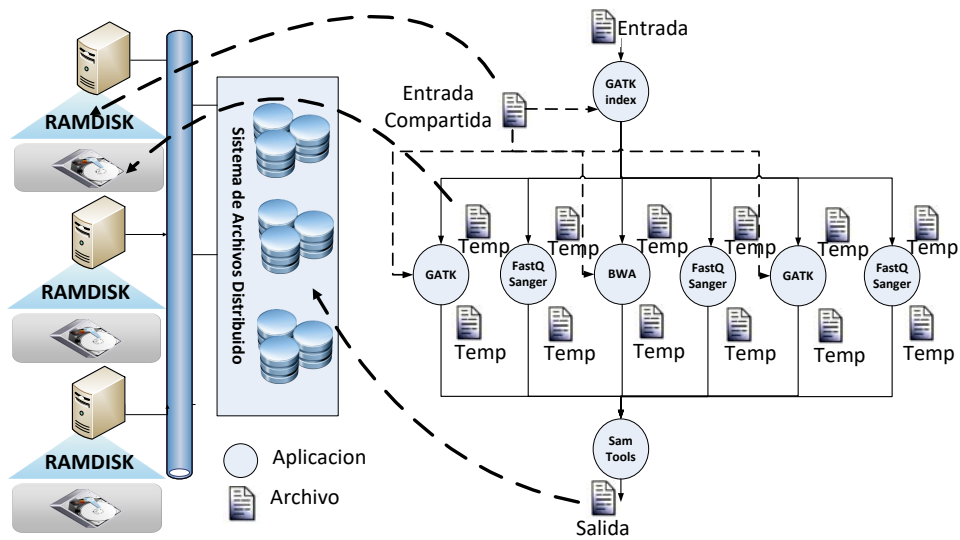 Entrada
GATK
index
Entrada
Compartida
RAMDISK
Sistema de Archivos Distribuido
Temp
Temp
Temp
Temp
Temp
Temp
GATK
FastQ
Sanger
BWA
FastQ
Sanger
GATK
FastQ
Sanger
RAMDISK
Temp
Temp
Temp
Temp
Temp
Temp
Sam
Tools
Aplicacion
RAMDISK
Archivo
Salida